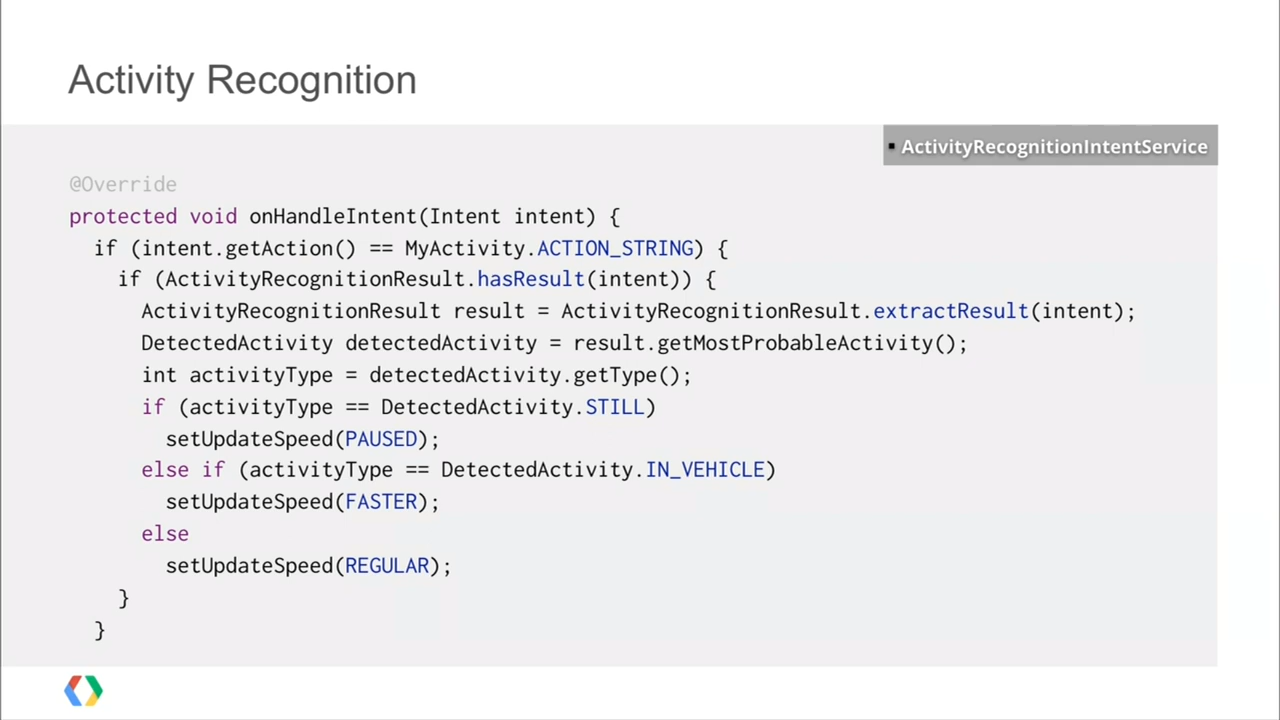 Activity Recognition
▪ ActivityRecognitionIntentService
@Override
protected void onHandleIntent(Intent intent) {
  if (intent.getAction() == MyActivity.ACTION_STRING) {
    if (ActivityRecognitionResult.hasResult(intent)) {
      ActivityRecognitionResult result = ActivityRecognitionResult.extractResult(intent);
      DetectedActivity detectedActivity = result.getMostProbableActivity();
      int activityType = detectedActivity.getType();
      if (activityType == DetectedActivity.STILL)
        setUpdateSpeed(PAUSED);
      else if (activityType == DetectedActivity.IN_VEHICLE)
        setUpdateSpeed(FASTER);
      else
        setUpdateSpeed(REGULAR);
    }
  }